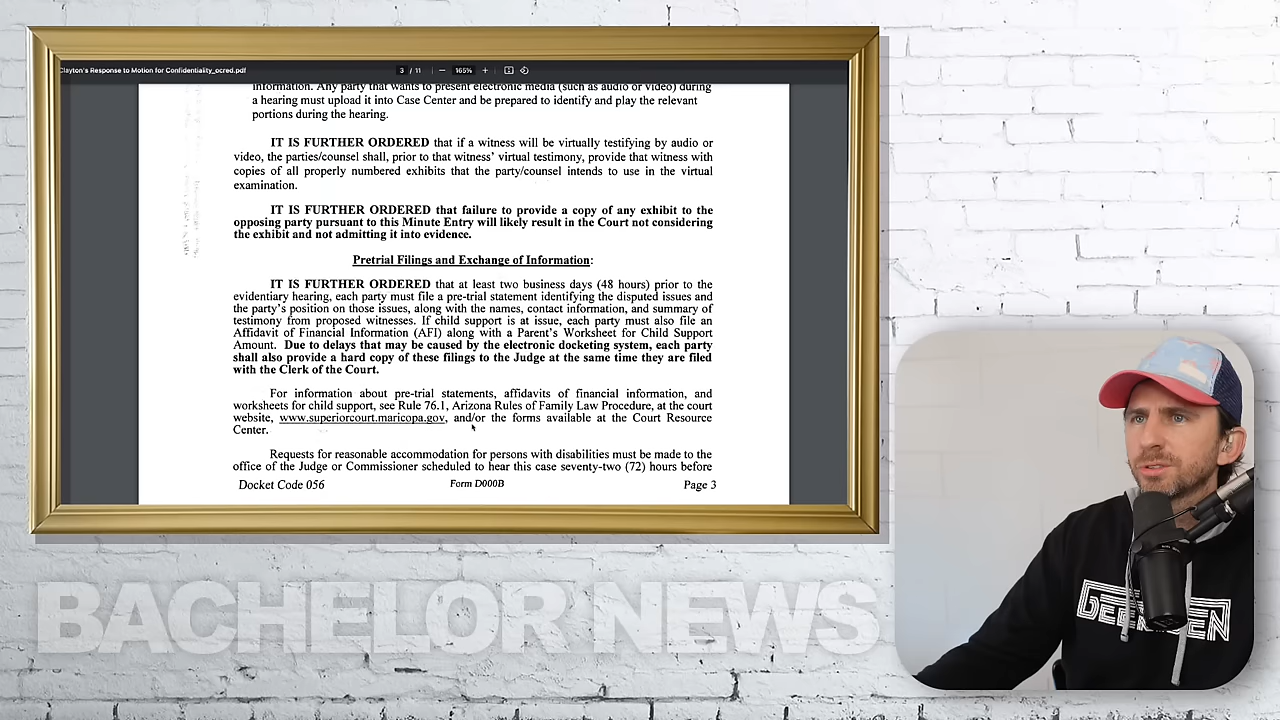 Clayton's Response to Motion for Confidentiality_ocred.pdf
3 / 11
165%
information. Any party that wants to present electronic media (such as audio or video) during
a hearing must upload it into Case Center and be prepared to identify and play the relevant
portions during the hearing.
IT IS FURTHER ORDERED that if a witness will be virtually testifying by audio or
video, the parties/counsel shall, prior to that witness' virtual testimony, provide that witness with
copies of all properly numbered exhibits that the party/counsel intends to use in the virtual
examination.
IT IS FURTHER ORDERED that failure to provide a copy of any exhibit to the
opposing party pursuant to this Minute Entry will likely result in the Court not considering
the exhibit and not admitting it into evidence.
Pretrial Filings and Exchange of Information:
IT IS FURTHER ORDERED that at least two business days (48 hours) prior to the
evidentiary hearing, each party must file a pre-trial statement identifying the disputed issues and
the party's position on those issues, along with the names, contact information, and summary of
testimony from proposed witnesses. If child support is at issue, each party must also file an
Affidavit of Financial Information (AFI) along with a Parent's Worksheet for Child Support
Amount. Due to delays that may be caused by the electronic docketing system, each party
shall also provide a hard copy of these filings to the Judge at the same time they are filed
with the Clerk of the Court.
For information about pre-trial statements, affidavits of financial information, and
worksheets for child support, see Rule 76.1, Arizona Rules of Family Law Procedure, at the court
website, www.superiorcourt.maricopa.gov, and/or the forms available at the Court Resource
Center.
Requests for reasonable accommodation for persons with disabilities must be made to the
office of the Judge or Commissioner scheduled to hear this case seventy-two (72) hours before
Docket Code 056 Form D000B Page 3
BACHELOR NEWS